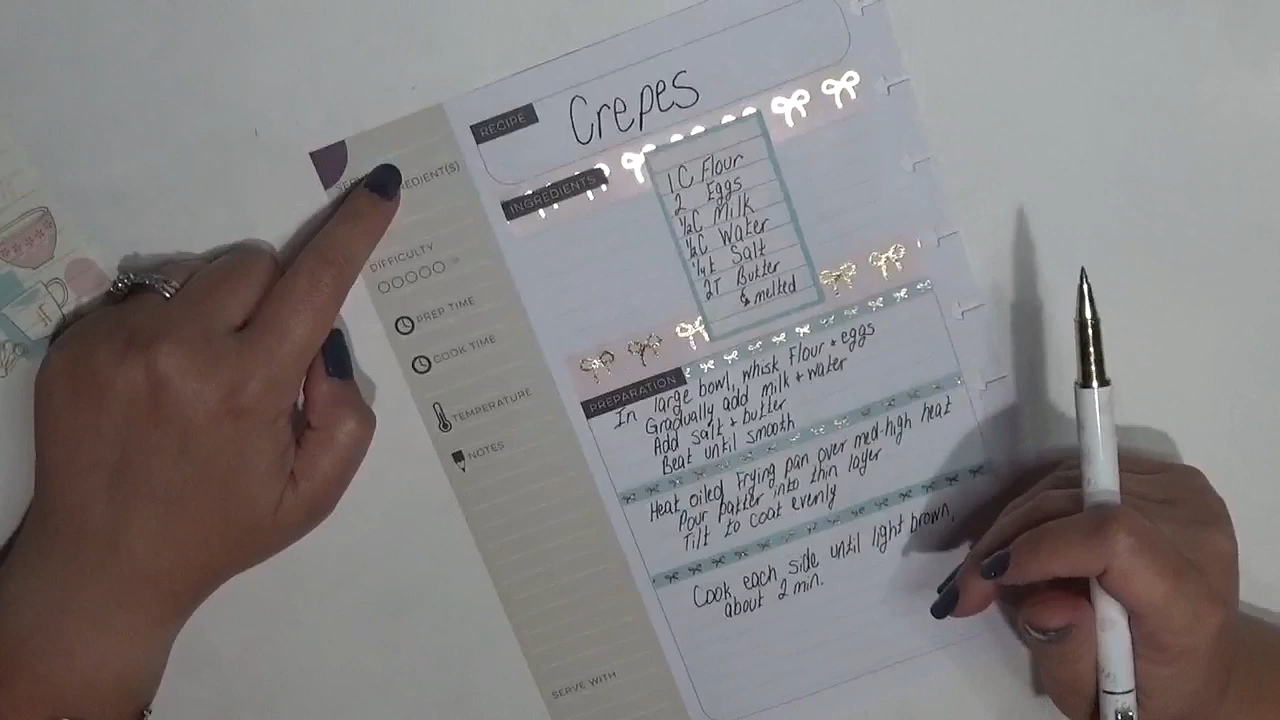 RECIPE
Crepes
INGREDIENTS
1 C Flour
2 Eggs
½C Milk
½C Water
¼t Salt
2T Butter
melted
DIFFICULTY
PREP TIME
COOK TIME
TEMPERATURE
NOTES
SERVE WITH
PREPARATION
In large bowl, whisk Flour + eggs
Gradually add milk + water
Add salt + butter
Beat until smooth
Heat oiled Frying pan over med-high heat
Pour batter into thin layer
Tilt to coat evenly
Cook each side until light brown,
about 2 min.